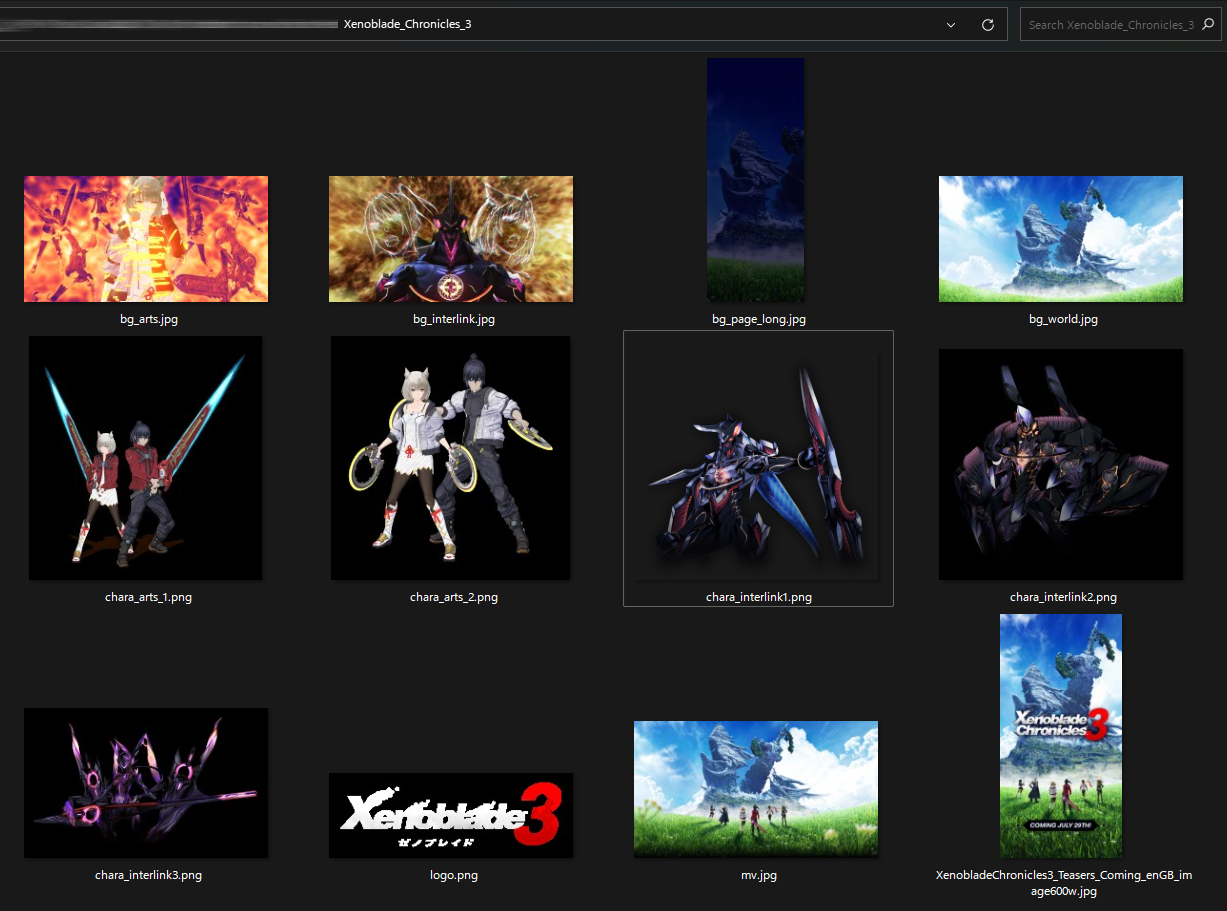 Xenoblade_Chronicles_3
Search Xenoblade_Chronicles_3
bg_arts.jpg
bg_interlink.jpg
bg_page_long.jpg
bg_world.jpg
chara_arts_1.png
chara_arts_2.png
chara_interlink1.png
chara_interlink2.png
Xenoblade
Chronicles 3
COMING JULY 29TH!
Xenoblade 3
ゼノブレイド
chara_interlink3.png
logo.png
mv.jpg
XenobladeChronicles3_Teasers_Coming_enGB_im
age600w.jpg